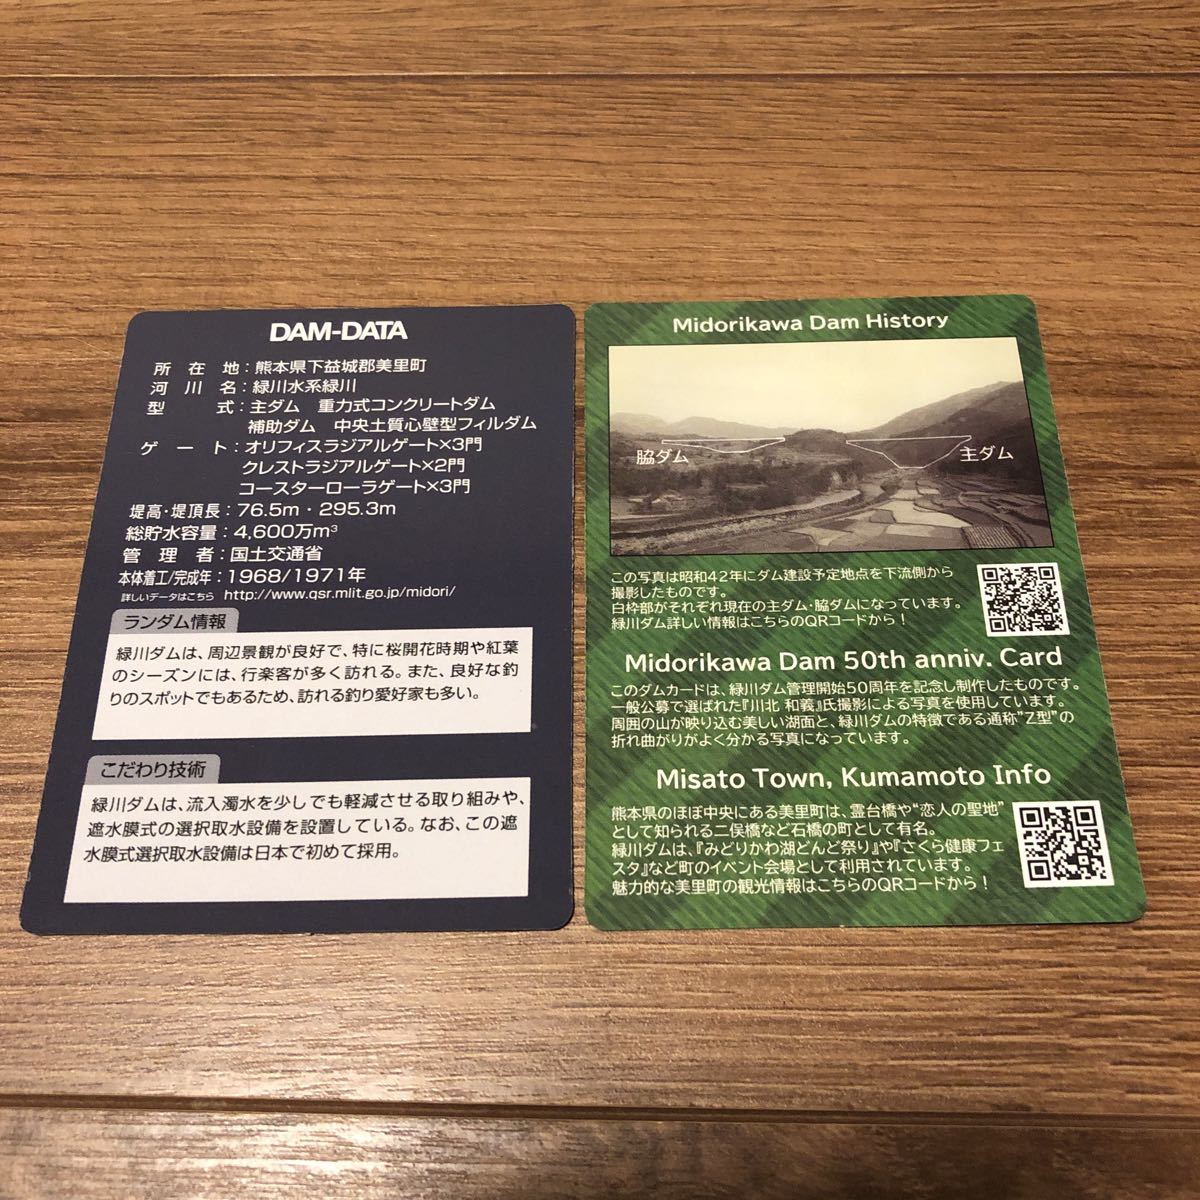 DAM-DATA
所在地：熊本県下益城郡美里町
河川名：緑川水系緑川
型式：主ダム　重力式コンクリートダム
補助ダム　中央土質心壁型フィルダム
ゲート：オリフィスラジアルゲート×3門
クレストラジアルゲート×2門
コースターローラゲート×3門
堤高・堤頂長：76.5m・295.3m
総貯水容量：4,600万m³
管理者：国土交通省
本体着工/完成年：1968/1971年
詳しいデータはこちら http://www.qsr.mlit.go.jp/midori/
ランダム情報
緑川ダムは、周辺景観が良好で、特に桜開花時期や紅葉
のシーズンには、行楽客が多く訪れる。また、良好な釣
りのスポットでもあるため、訪れる釣り愛好家も多い。
こだわり技術
緑川ダムは、流入濁水を少しでも軽減させる取り組みや、
遮水膜式の選択取水設備を設置している。なお、この遮
水膜式選択取水設備は日本で初めて採用。
Midorikawa Dam History
脇ダム
主ダム
この写真は昭和42年にダム建設予定地点を下流側から
撮影したものです。
白枠部がそれぞれ現在の主ダム・脇ダムになっています。
緑川ダム詳しい情報はこちらのQRコードから！
Midorikawa Dam 50th anniv. Card
このダムカードは、緑川ダム管理開始50周年を記念し制作したものです。
一般公募で選ばれた『川北 和義』氏撮影による写真を使用しています。
周囲の山が映り込む美しい湖面と、緑川ダムの特徴である通称"Z型"の
折れ曲がりがよく分かる写真になっています。
Misato Town, Kumamoto Info
熊本県のほぼ中央にある美里町は、霊台橋や"恋人の聖地"
として知られる二俣橋など石橋の町として有名。
緑川ダムは、『みどりかわ湖どんど祭り』や『さくら健康フェ
スタ』など町のイベント会場として利用されています。
魅力的な美里町の観光情報はこちらのQRコードから！